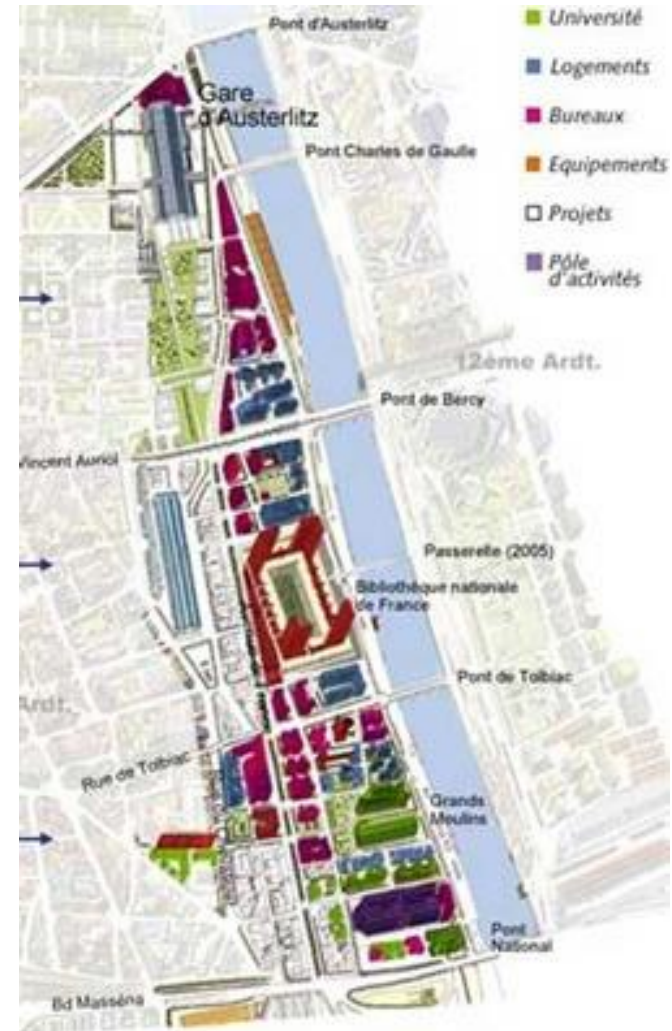 Pont d'Austerlitz
Université
Logements
Bureaux
Equipements
Projets
Pôle
d'activités
Gare
d'Austerlitz
Pont Charles de Gaulle
12ème Ardt.
Pont de Bercy
Vincent Auriol
Passerelle (2005)
Bibliothèque nationale
de France
Pont de Tolbiac
Ardt.
Rue de Tolbiac
Grands
Moulins
Pont
National
Bd Masséna